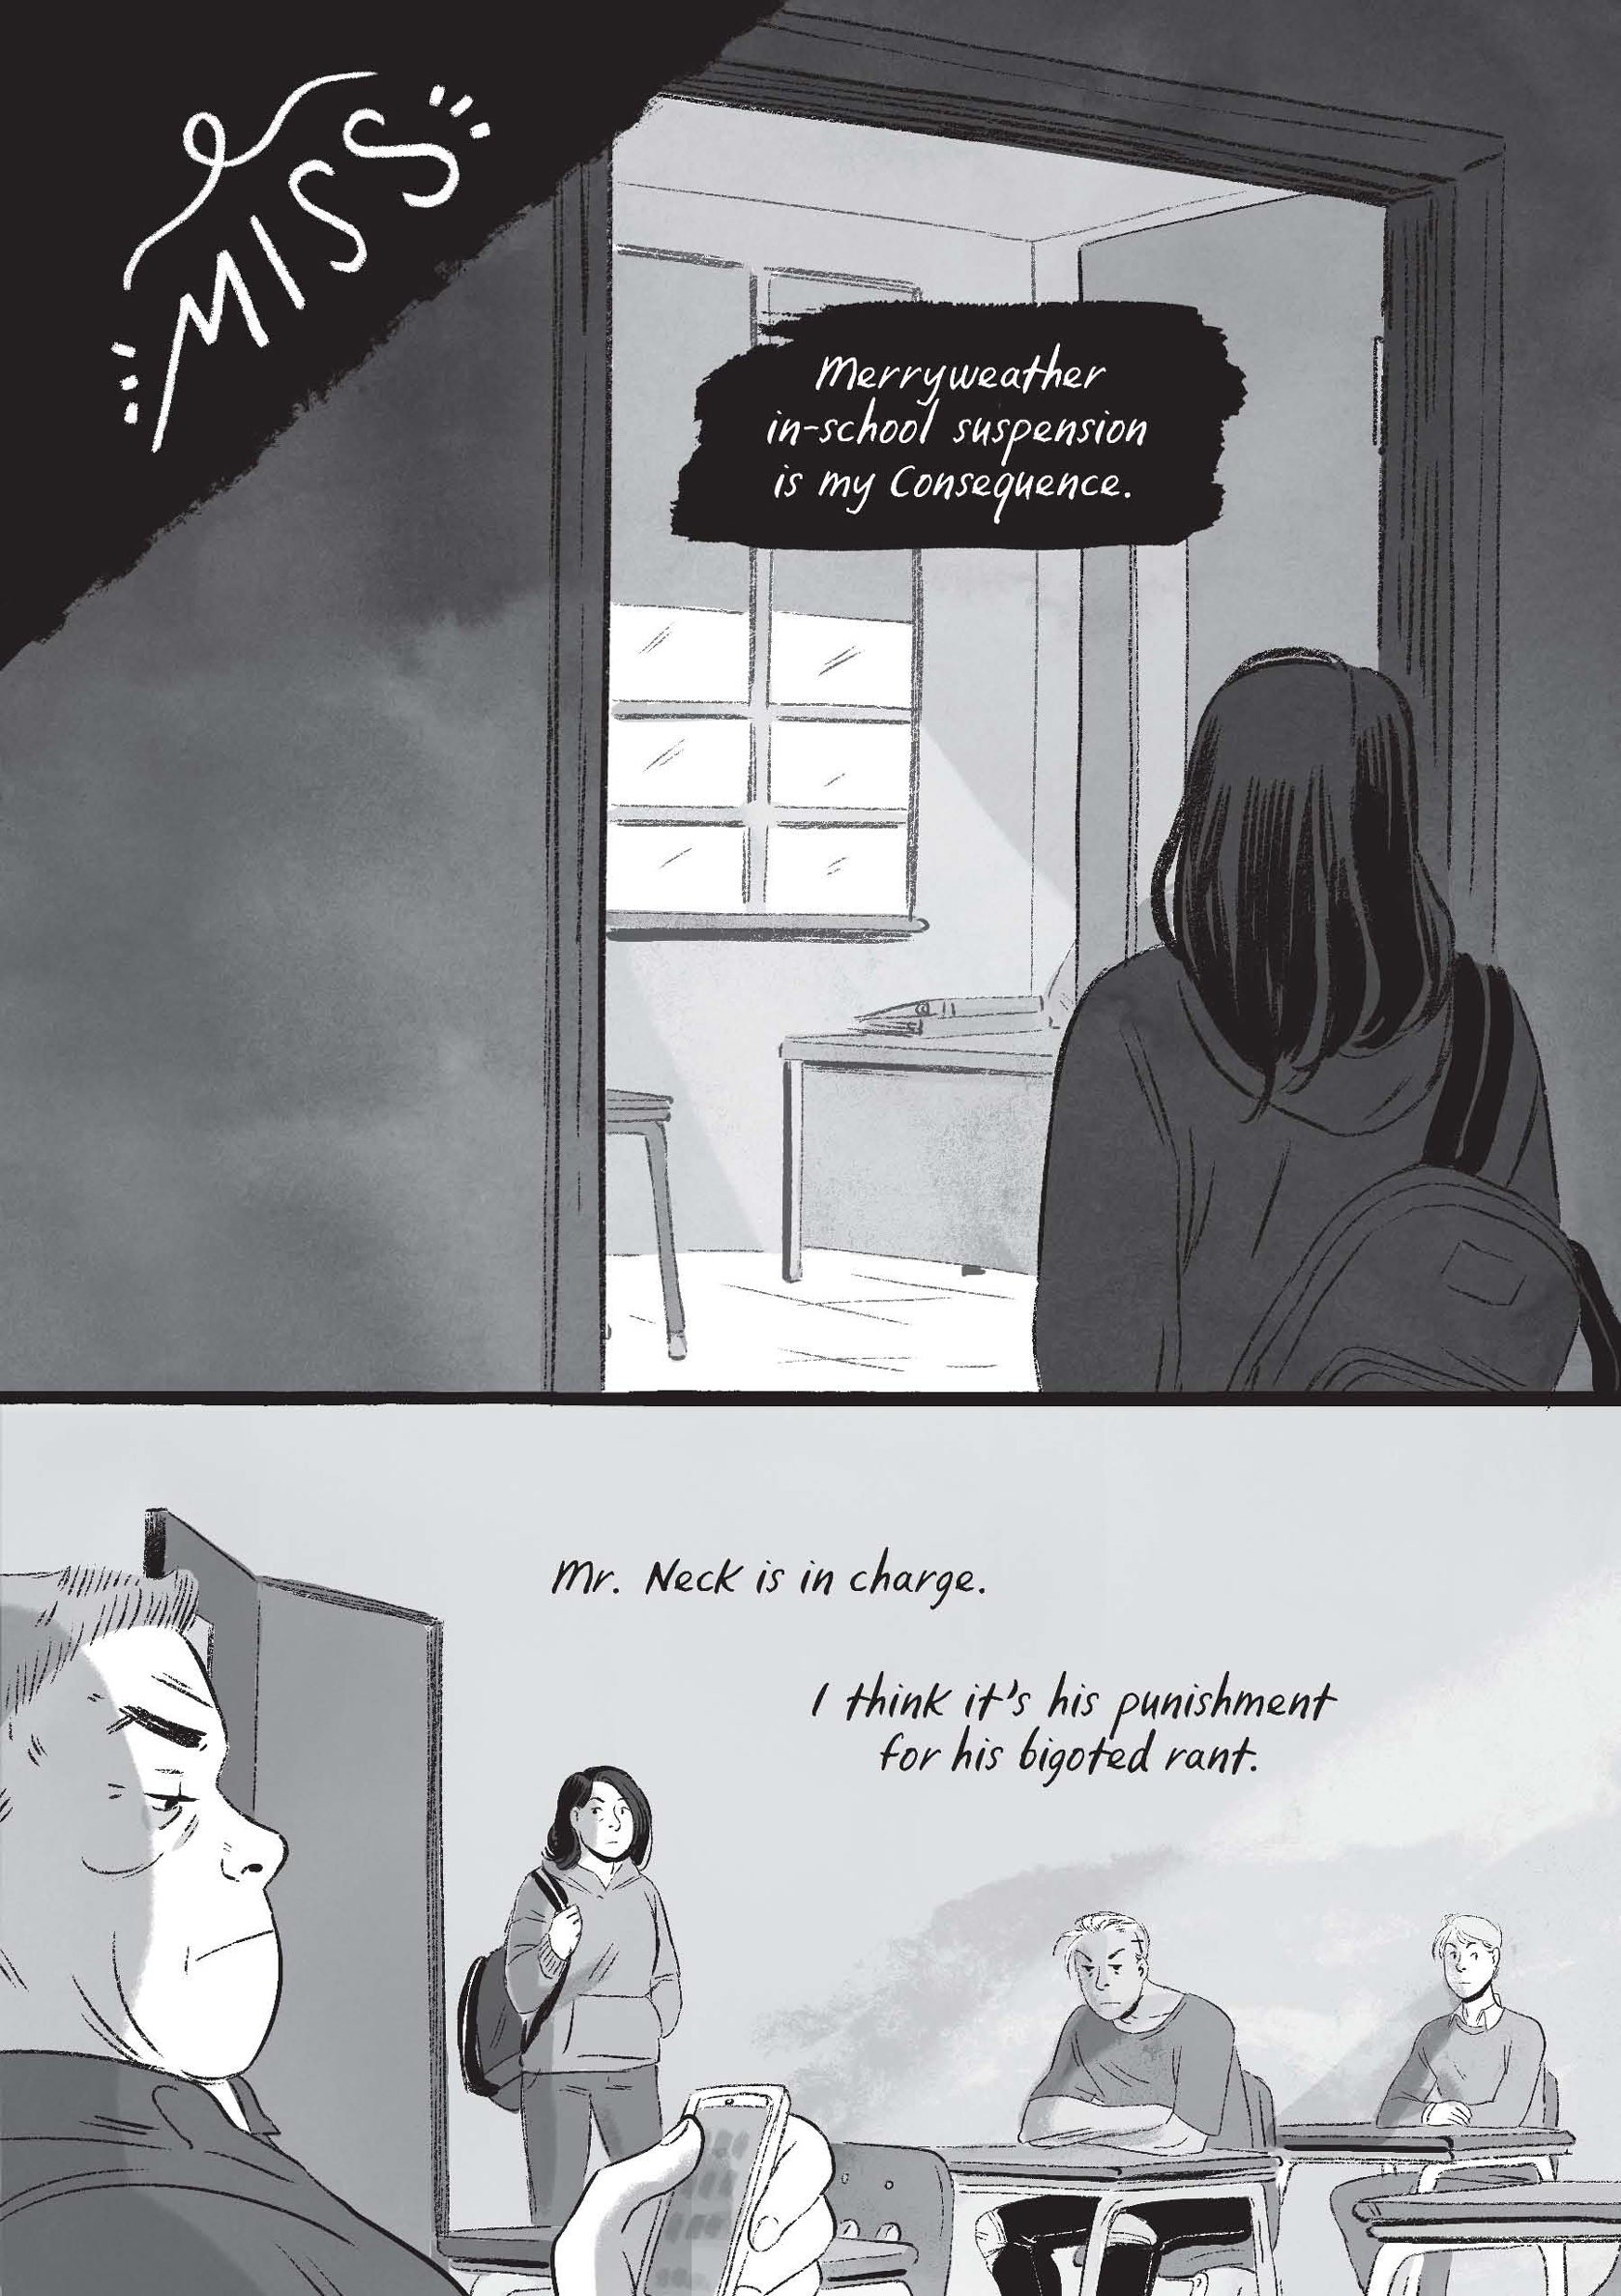 MISS
Merryweather
in-school suspension
is my Consequence.
Mr. Neck is in charge.
I think it's his punishment
for his bigoted rant.